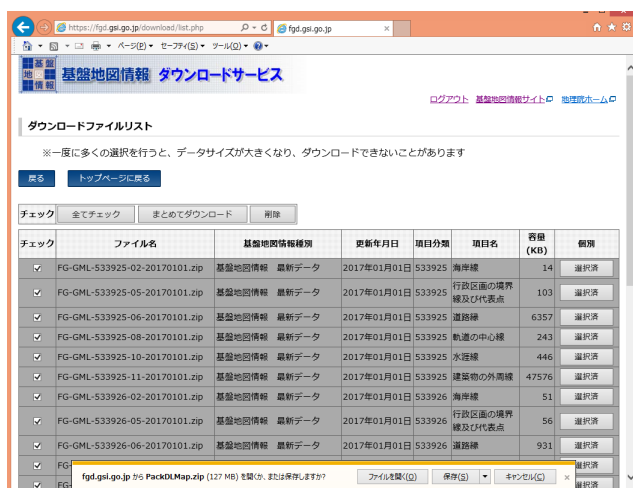 https://fgd.gsi.go.jp/download/list.php
fgd.gsi.go.jp
ページ(P) セーフティ(S) ツール(O)
基盤
地図
情報
基盤地図情報 ダウンロードサービス
ログアウト 基盤地図情報サイト 地理院ホーム
ダウンロードファイルリスト
※一度に多くの選択を行うと、データサイズが大きくなり、ダウンロードできないことがあります
戻る トップページに戻る
チェック 全てチェック まとめてダウンロード 削除
チェック ファイル名 基盤地図情報種別 更新年月日 項目分類 項目名 容量(KB) 個別
FG-GML-533925-02-20170101.zip 基盤地図情報 最新データ 2017年01月01日 533925 海岸線 14 選択済
FG-GML-533925-05-20170101.zip 基盤地図情報 最新データ 2017年01月01日 533925 行政区画の境界線及び代表点 103 選択済
FG-GML-533925-06-20170101.zip 基盤地図情報 最新データ 2017年01月01日 533925 道路縁 6357 選択済
FG-GML-533925-08-20170101.zip 基盤地図情報 最新データ 2017年01月01日 533925 軌道の中心線 243 選択済
FG-GML-533925-10-20170101.zip 基盤地図情報 最新データ 2017年01月01日 533925 水涯線 446 選択済
FG-GML-533925-11-20170101.zip 基盤地図情報 最新データ 2017年01月01日 533925 建築物の外周線 47576 選択済
FG-GML-533926-02-20170101.zip 基盤地図情報 最新データ 2017年01月01日 533926 海岸線 51 選択済
FG-GML-533926-05-20170101.zip 基盤地図情報 最新データ 2017年01月01日 533926 行政区画の境界線及び代表点 56 選択済
FG-GML-533926-06-20170101.zip 基盤地図情報 最新データ 2017年01月01日 533926 道路縁 931 選択済
FG- 選択済
fgd.gsi.go.jp から PackDLMap.zip (127 MB) を開くか、または保存しますか? ファイルを開く(O) 保存(S) キャンセル(C)
FG-